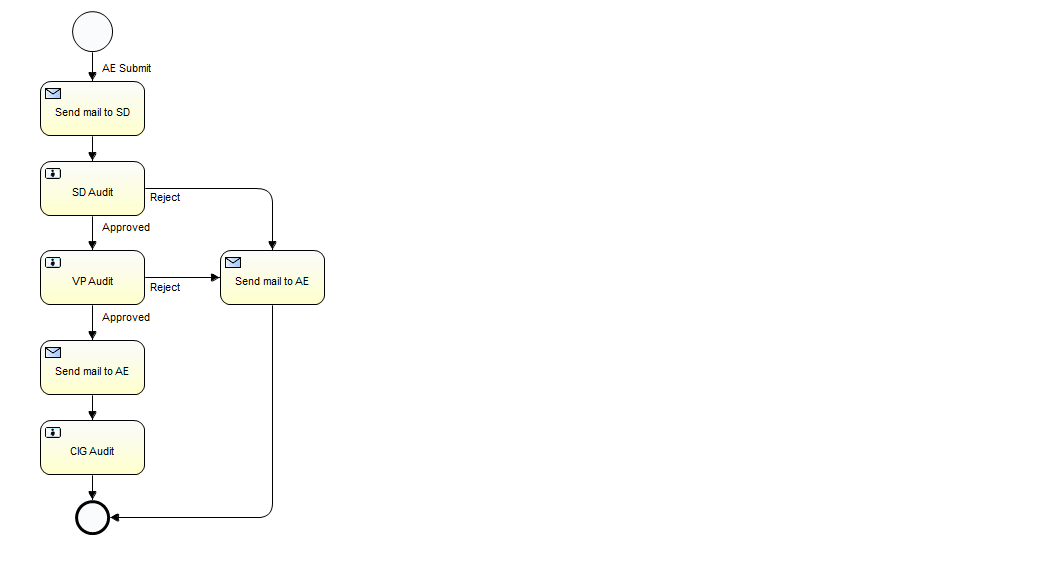 AE Submit
Send mail to SD
SD Audit
Reject
Approved
VP Audit
Send mail to AE
Reject
Approved
Send mail to AE
CIG Audit